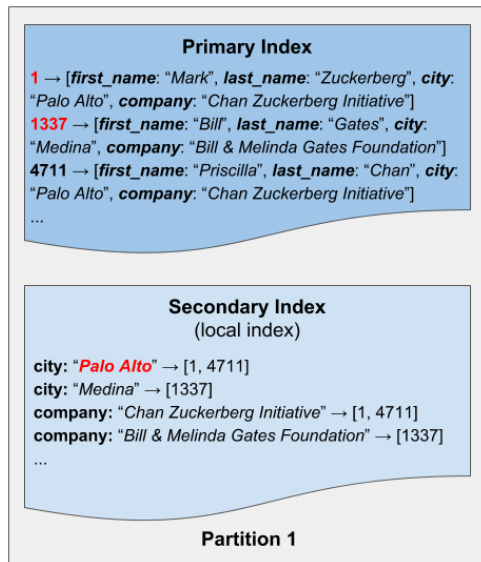 Primary Index
1 → [first_name: “Mark”, last_name: “Zuckerberg”, city:
“Palo Alto”, company: “Chan Zuckerberg Initiative”]
1337 → [first_name: “Bill”, last_name: “Gates”, city:
“Medina”, company: “Bill & Melinda Gates Foundation”]
4711 → [first_name: “Priscilla”, last_name: “Chan”, city:
“Palo Alto”, company: “Chan Zuckerberg Initiative”]
...
Secondary Index
(local index)
city: “Palo Alto” → [1, 4711]
city: “Medina” → [1337]
company: “Chan Zuckerberg Initiative” → [1, 4711]
company: “Bill & Melinda Gates Foundation” → [1337]
...
Partition 1